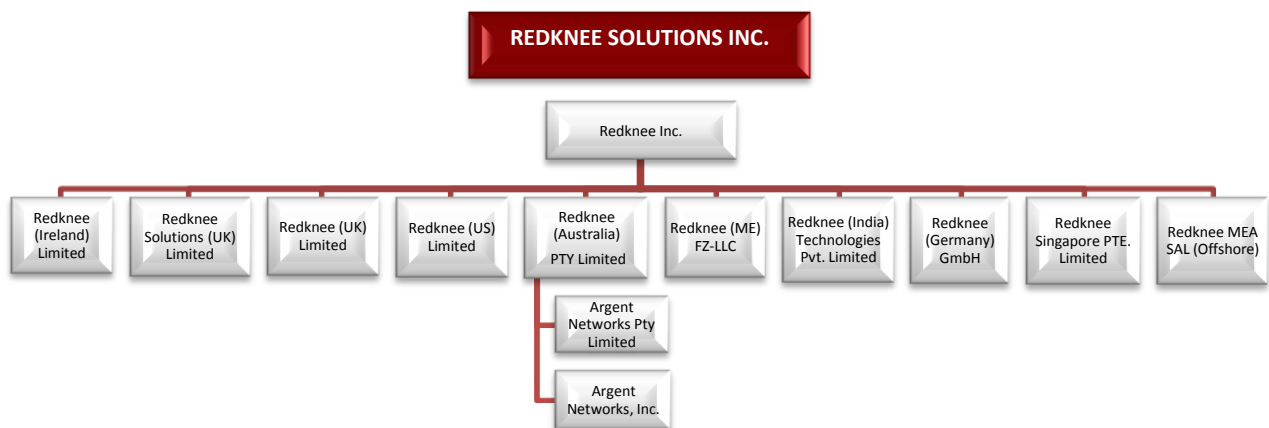 REDKNEE SOLUTIONS INC.
Redknee Inc.
Redknee
(Ireland)
Limited
Redknee
Solutions (UK)
Limited
Redknee (UK)
Limited
Redknee (US)
Limited
Redknee
(Australia)
PTY Limited
Redknee (ME)
FZ-LLC
Redknee (India)
Technologies
Pvt. Limited
Redknee
(Germany)
GmbH
Redknee
Singapore PTE.
Limited
Redknee MEA
SAL (Offshore)
Argent
Networks Pty
Limited
Argent
Networks, Inc.